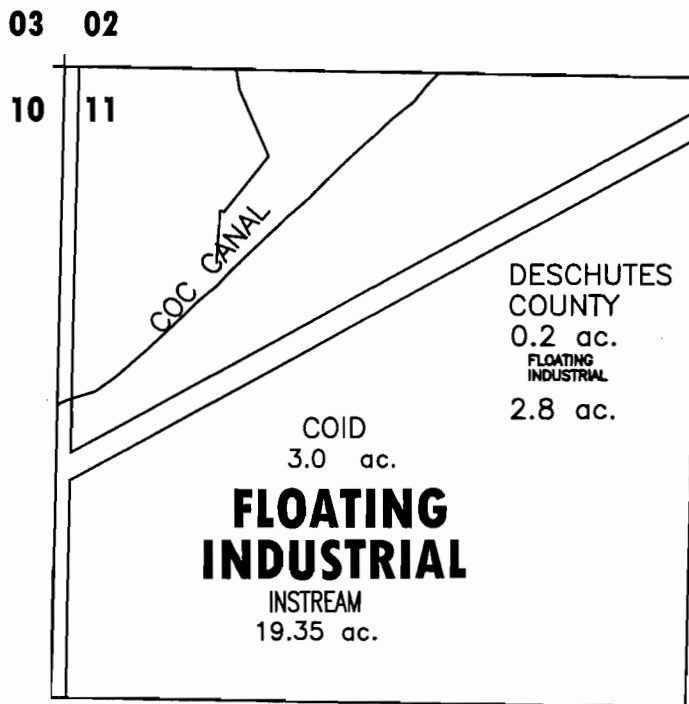 03 02
10 11
COC CANAL
DESCHUTES
COUNTY
0.2 ac.
FLOATING
INDUSTRIAL
2.8 ac.
COID
3.0 ac.
FLOATING
INDUSTRIAL
INSTREAM
19.35 ac.